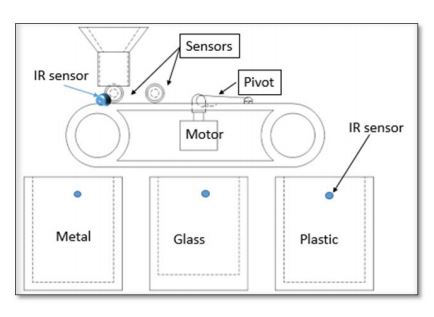 Sensors
IR sensor
Pivot
Motor
IR sensor
Metal
Glass
Plastic